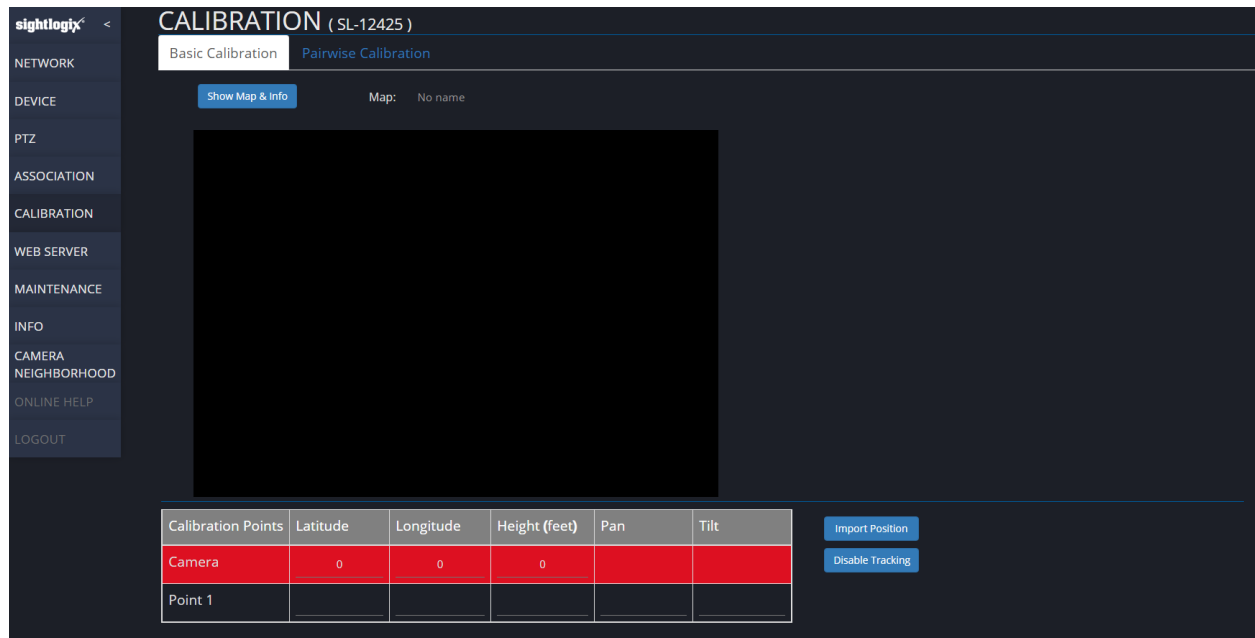 sightlogix <
NETWORK
DEVICE
PTZ
ASSOCIATION
CALIBRATION
WEB SERVER
MAINTENANCE
INFO
CAMERA
NEIGHBORHOOD
ONLINE HELP
LOGOUT
CALIBRATION ( SL-12425 )
Basic Calibration Pairwise Calibration
Show Map & Info Map: No name
Calibration Points Latitude Longitude Height (feet) Pan Tilt
Camera 0 0 0
Point 1
Import Position
Disable Tracking